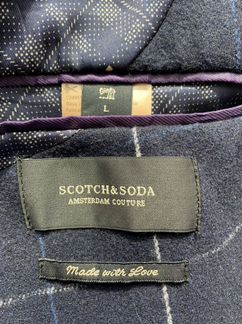 L
SCOTCH&SODA
AMSTERDAM COUTURE
Made with Love